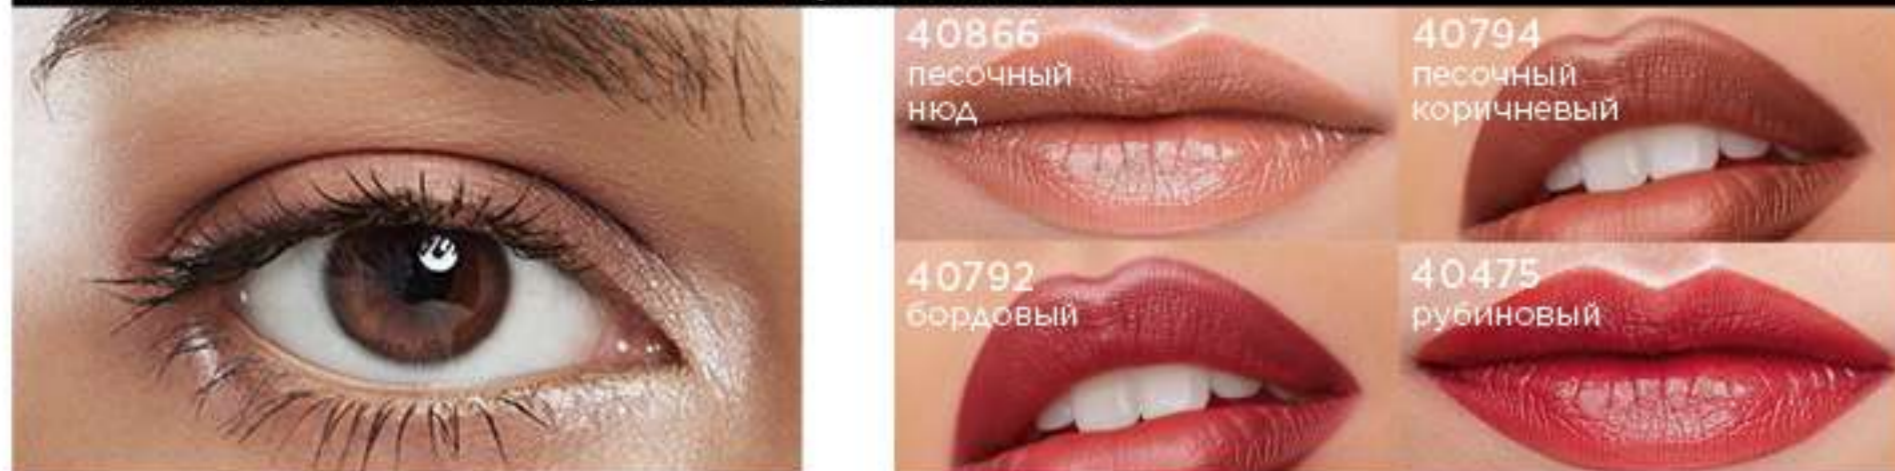 40866
песочный
нюд
40794
песочный
коричневый
40792
бордовый
40475
рубиновый